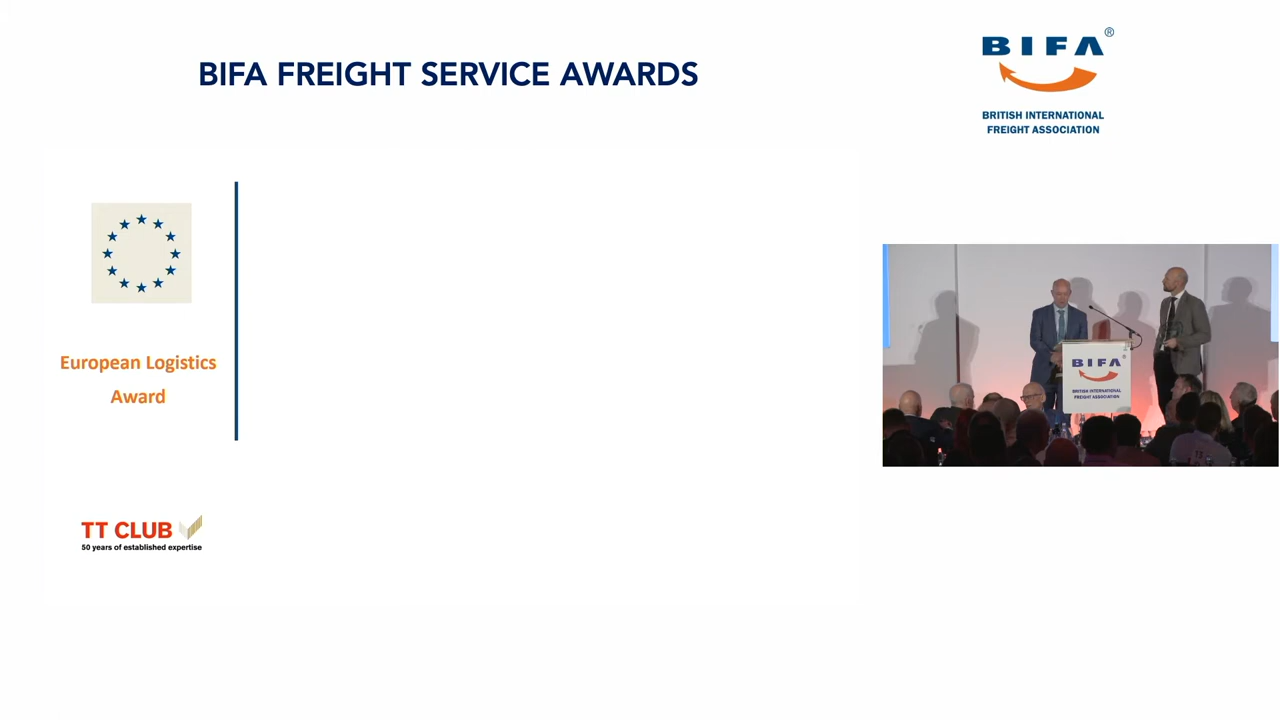 BIFA FREIGHT SERVICE AWARDS
BIFA®
BRITISH INTERNATIONAL
FREIGHT ASSOCIATION
European Logistics
Award
TT CLUB
50 years of established expertise
BIFA®
BRITISH INTERNATIONAL
FREIGHT ASSOCIATION